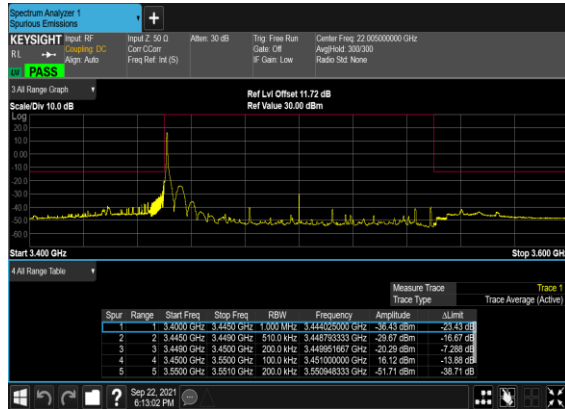 Spectrum Analyzer 1
Spurious Emissions
+
KEYSIGHT Input: RF Input Z: 50 Ω Atten: 30 dB Trig: Free Run Center Freq: 22.005000000 GHz
RL Coupling: DC Corr CCorr Gate: Off Avg|Hold: 300/300
Align: Auto Freq Ref: Int (S) IF Gain: Low Radio Std: None
PASS
3 All Range Graph
Ref Lvl Offset 11.72 dB
Scale/Div 10.0 dB Ref Value 30.00 dBm
Log
20.0
10.0
0.00
-10.0
-20.0
-30.0
-40.0
-50.0
-60.0
Start 3.400 GHz Stop 3.600 GH
4 All Range Table
Measure Trace Trace 1
Trace Type Trace Average (Active)
Spur Range Start Freq Stop Freq RBW Frequency Amplitude ΔLimit
1 1 3.4000 GHz 3.4450 GHz 1.000 MHz 3.444025000 GHz -36.43 dBm -23.43 dB
2 2 3.4450 GHz 3.4490 GHz 510.0 kHz 3.448793333 GHz -29.67 dBm -16.67 dB
3 3 3.4490 GHz 3.4500 GHz 200.0 kHz 3.449951667 GHz -20.29 dBm -7.288 dB
4 4 3.4500 GHz 3.5500 GHz 100.0 kHz 3.451000000 GHz 16.12 dBm -13.88 dB
5 5 3.5500 GHz 3.5510 GHz 200.0 kHz 3.550948333 GHz -51.71 dBm -38.71 dB
? Sep 22, 2021
6:13:02 PM